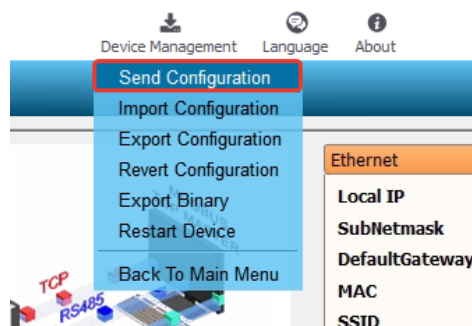 Device Management Language About
Send Configuration
Import Configuration
Export Configuration
Revert Configuration
Export Binary
Restart Device
Back To Main Menu
Ethernet
Local IP
SubNetmask
DefaultGateway
MAC
SSID
TCP
RS485